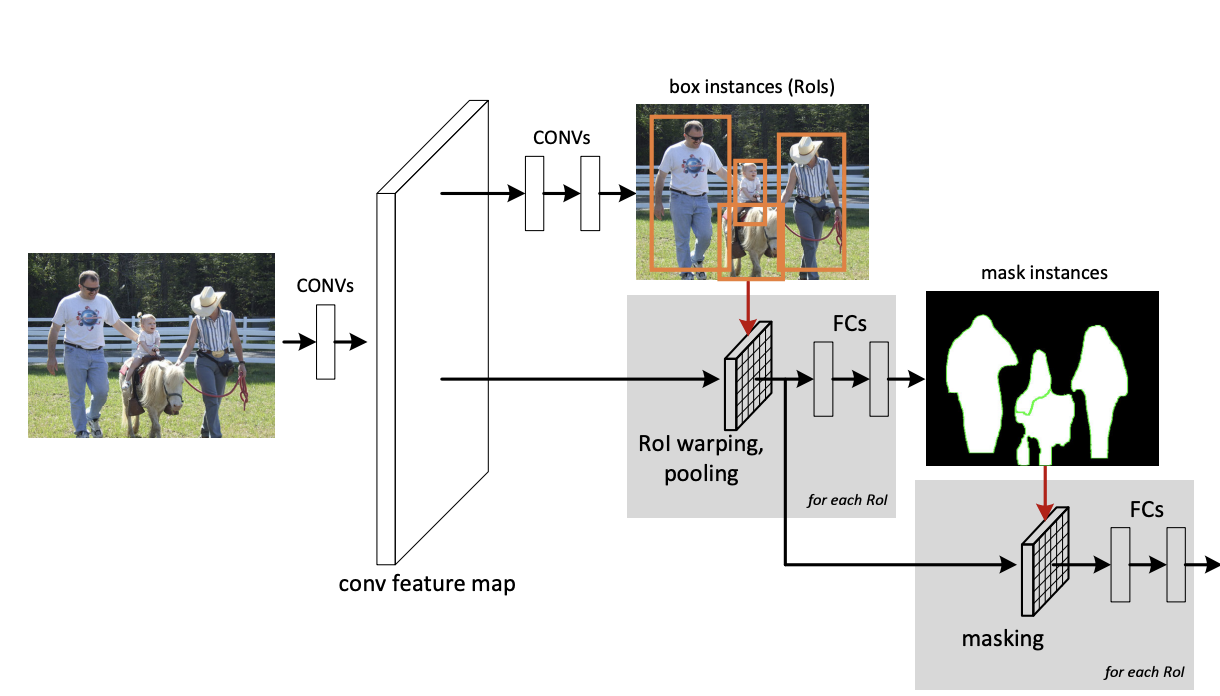 box instances (RoIs)
CONVs
CONVs
mask instances
FCs
RoI warping,
pooling
for each RoI
conv feature map
FCs
masking
for each RoI